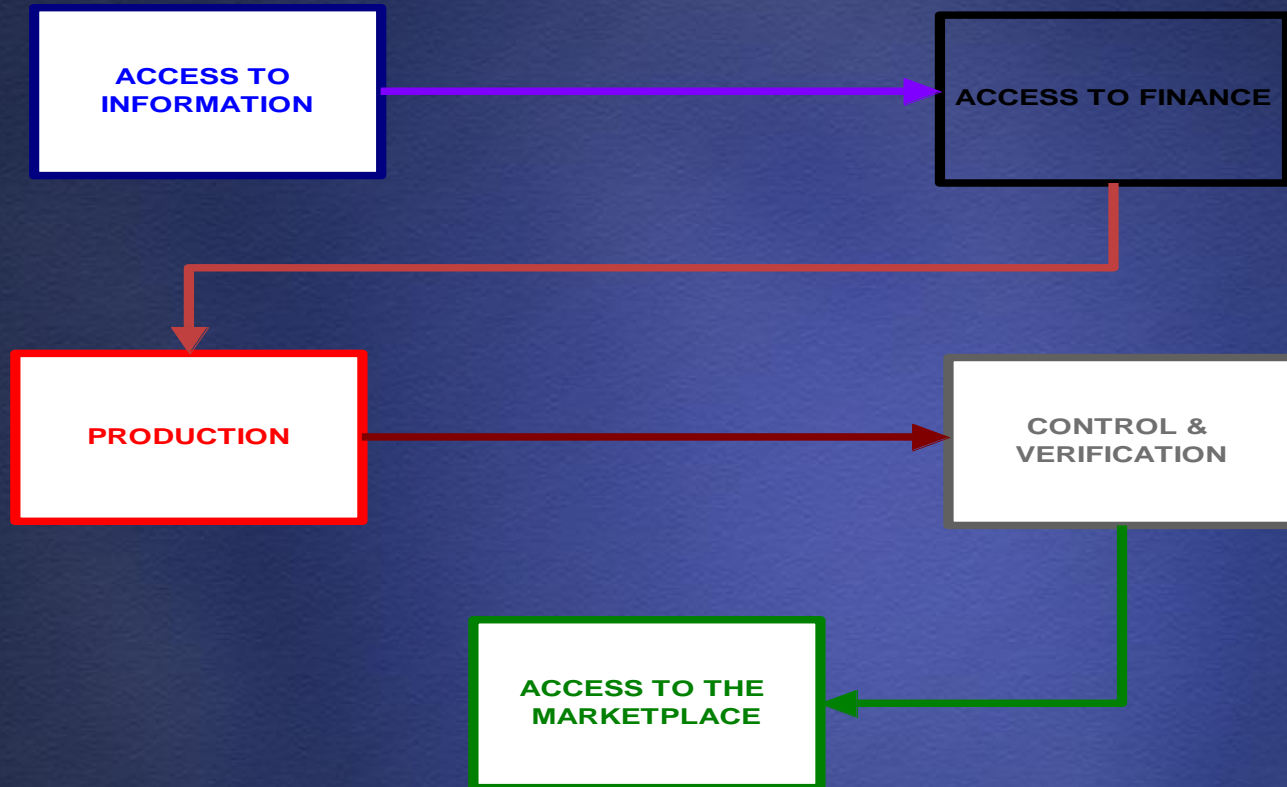 ACCESS TO
INFORMATION
ACCESS TO FINANCE
PRODUCTION
CONTROL &
VERIFICATION
ACCESS TO THE
MARKETPLACE